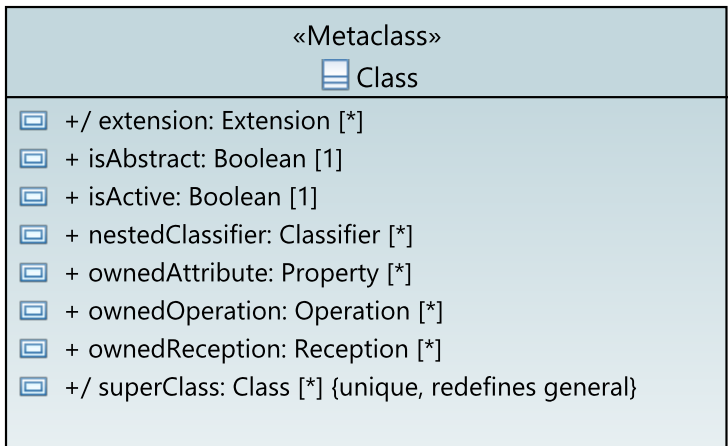 «Metaclass»
Class
+/ extension: Extension [*]
+ isAbstract: Boolean [1]
+ isActive: Boolean [1]
+ nestedClassifier: Classifier [*]
+ ownedAttribute: Property [*]
+ ownedOperation: Operation [*]
+ ownedReception: Reception [*]
+/ superClass: Class [*] {unique, redefines general}